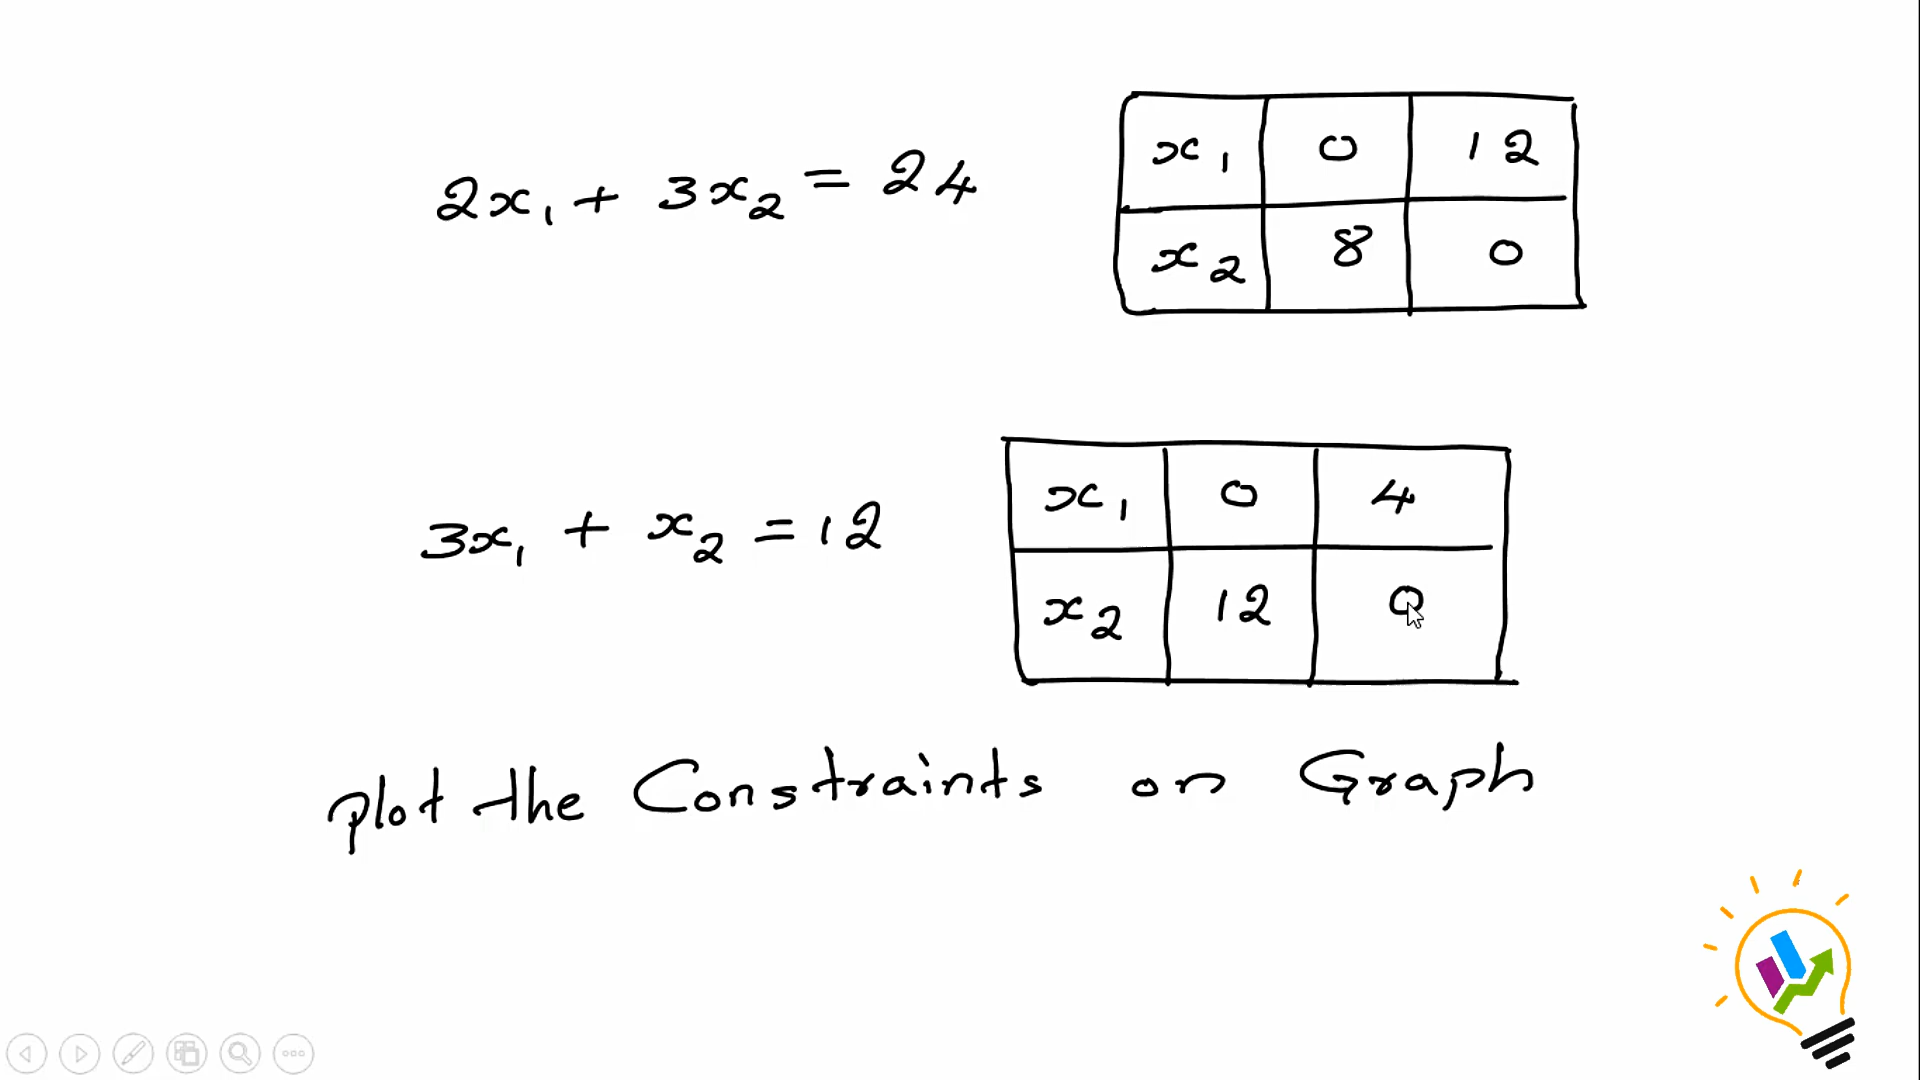 2x₁ + 3x₂ = 24
x₁ 0 12
x₂ 8 0
3x₁ + x₂ = 12
x₁ 0 4
x₂ 12 0
plot the Constraints on Graph